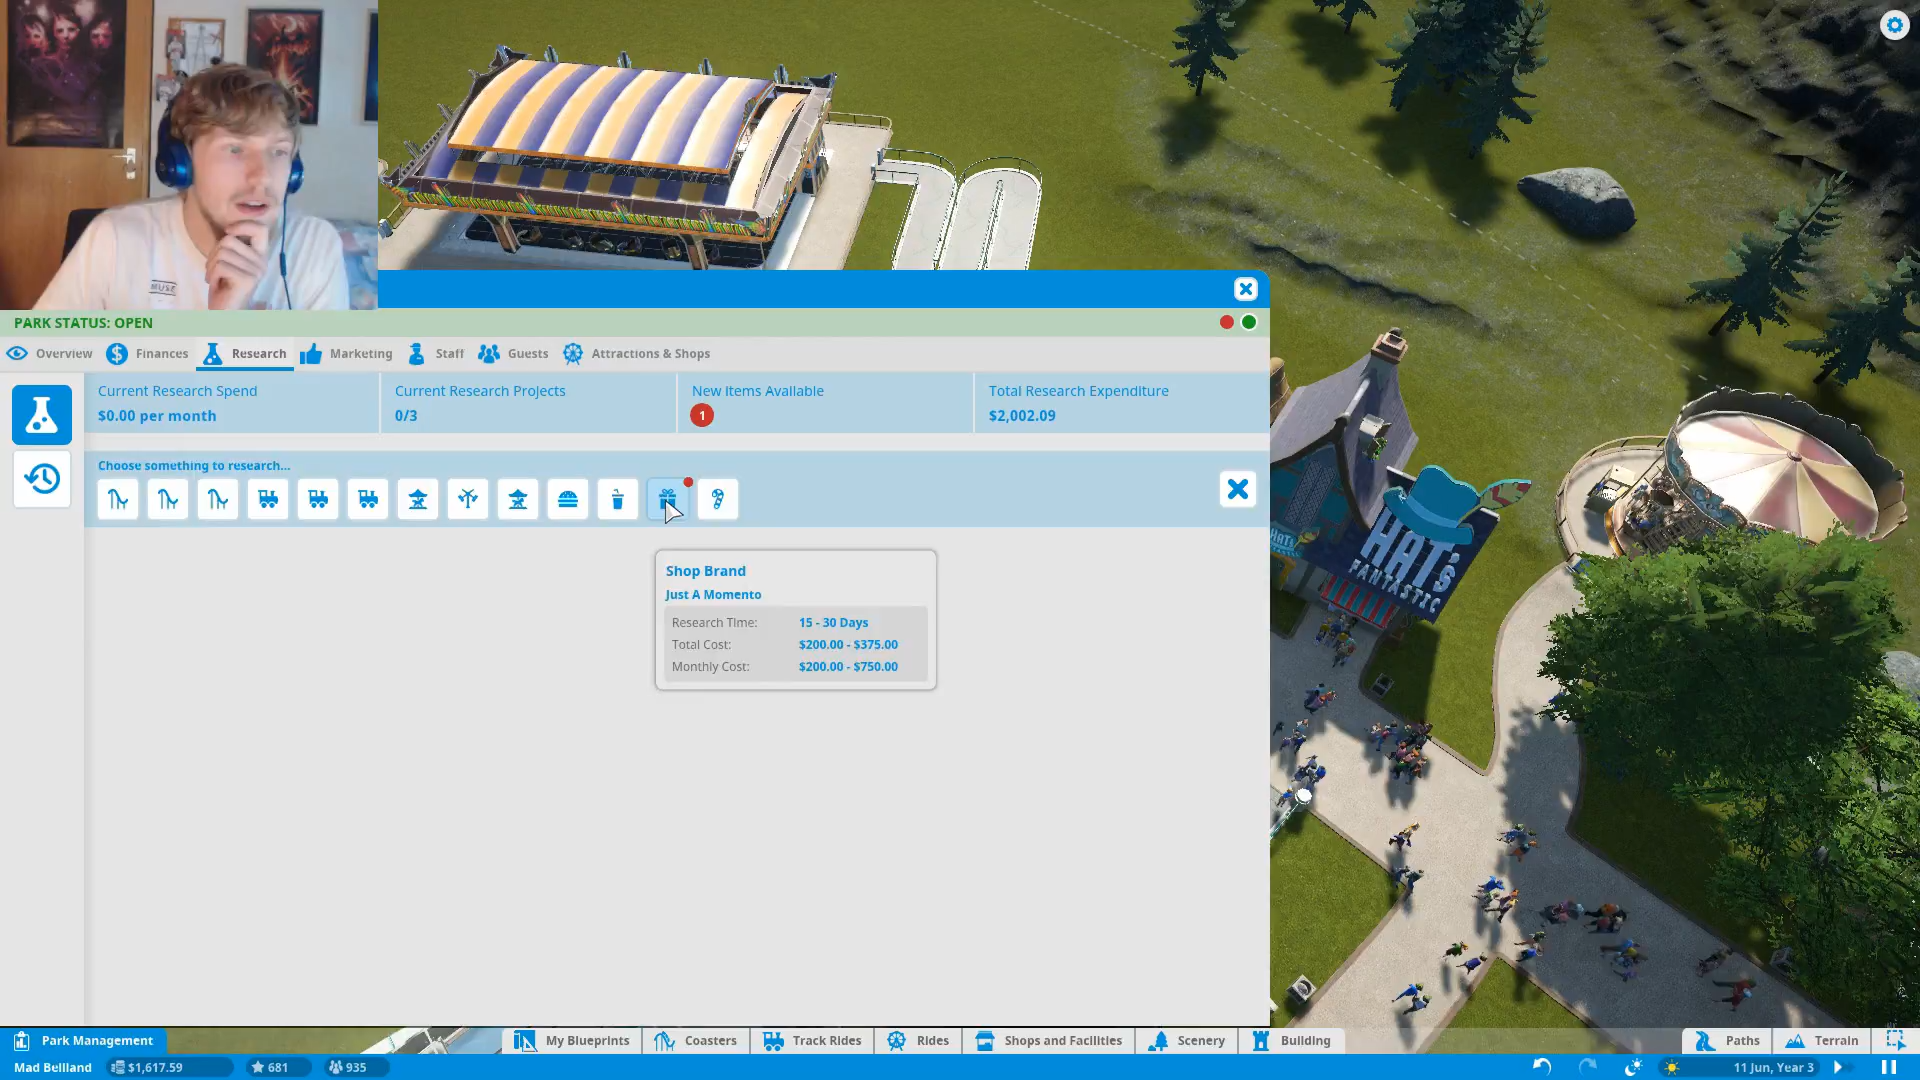 MUSE
PARK STATUS: OPEN
Overview
Finances
Research
Marketing
Staff
Guests
Attractions & Shops
Current Research Spend
$0.00 per month
Current Research Projects
0/3
New Items Available
1
Total Research Expenditure
$2,002.09
Choose something to research...
Shop Brand
Just A Momento
Research Time: 15 - 30 Days
Total Cost: $200.00 - $375.00
Monthly Cost: $200.00 - $750.00
HATS
HATS
FANTASTIC
Park Management
My Blueprints
Coasters
Track Rides
Rides
Shops and Facilities
Scenery
Building
Paths
Terrain
Mad Beilland
$1,617.59
681
935
11 Jun, Year 3